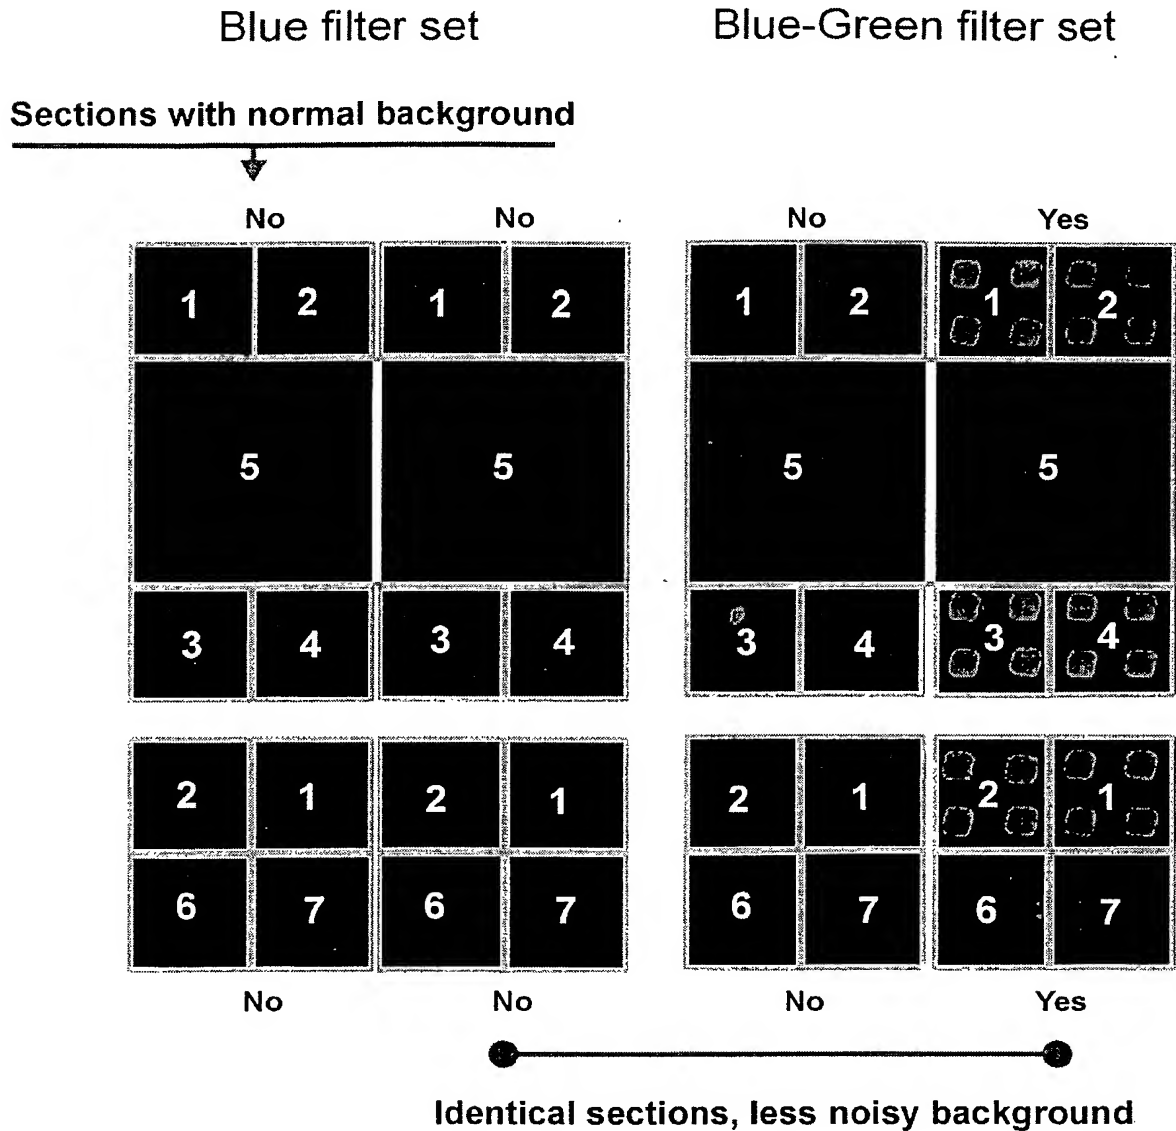 Blue filter set Blue-Green filter set
Sections with normal background
No No No Yes
1 2 1 2 1 2 1 2
5 5 5 5
3 4 3 4 3 4 3 4
2 1 2 1 2 1 2 1
6 7 6 7 6 7 6 7
No No No Yes
Identical sections, less noisy background